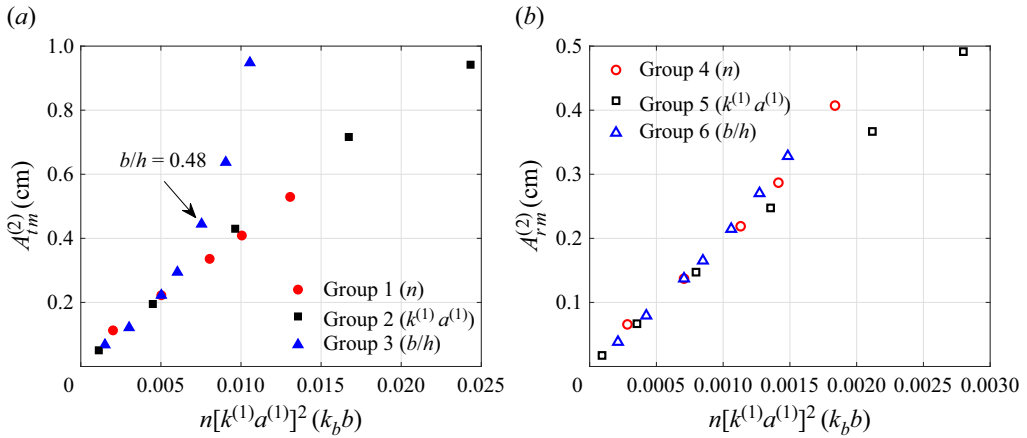 (a)
1.0
0.8
0.6
0.4
0.2
0
0.005
0.010
0.015
0.020
0.025
A_{tm}^{(2)} (cm)
n[k^{(1)}a^{(1)}]^2 (k_b b)
b/h = 0.48
Group 1 (n)
Group 2 (k^{(1)} a^{(1)})
Group 3 (b/h)
(b)
0.5
0.4
0.3
0.2
0.1
0
0.0005
0.0010
0.0015
0.0020
0.0025
0.0030
A_{rm}^{(2)} (cm)
n[k^{(1)}a^{(1)}]^2 (k_b b)
Group 4 (n)
Group 5 (k^{(1)} a^{(1)})
Group 6 (b/h)